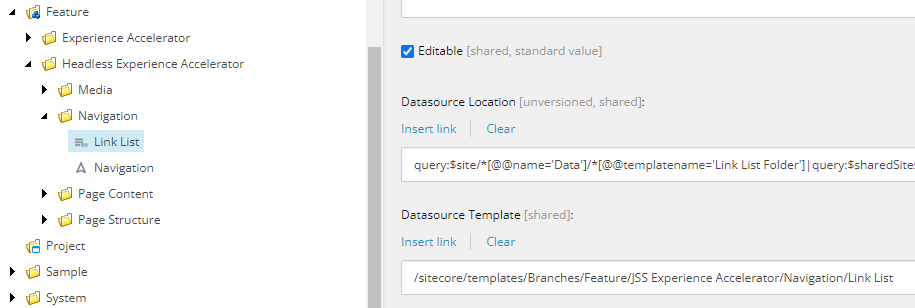 Feature
Experience Accelerator
Headless Experience Accelerator
Media
Navigation
Link List
Navigation
Page Content
Page Structure
Project
Sample
System
Editable [shared, standard value]
Datasource Location [unversioned, shared]:
Insert link Clear
query:$site/*[@@name='Data']/*[@@templatename='Link List Folder']|query:$sharedSites
Datasource Template [shared]:
Insert link Clear
/sitecore/templates/Branches/Feature/JSS Experience Accelerator/Navigation/Link List